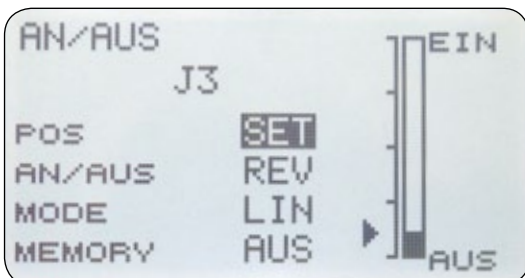 AN/AUS
EIN
J3
POS SET
AN/AUS REV
MODE LIN
MEMORY AUS
AUS